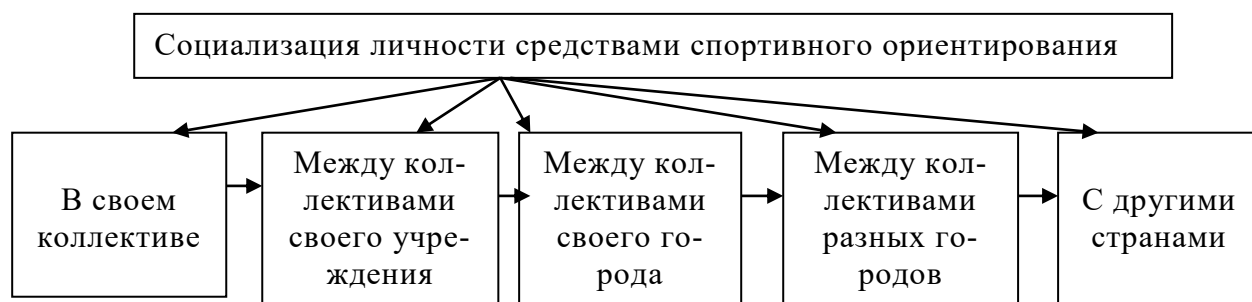 Социализация личности средствами спортивного ориентирования
В своем
коллективе
Между кол-
лективами
своего учре-
ждения
Между кол-
лективами
своего го-
рода
Между кол-
лективами
разных го-
родов
С другими
странами